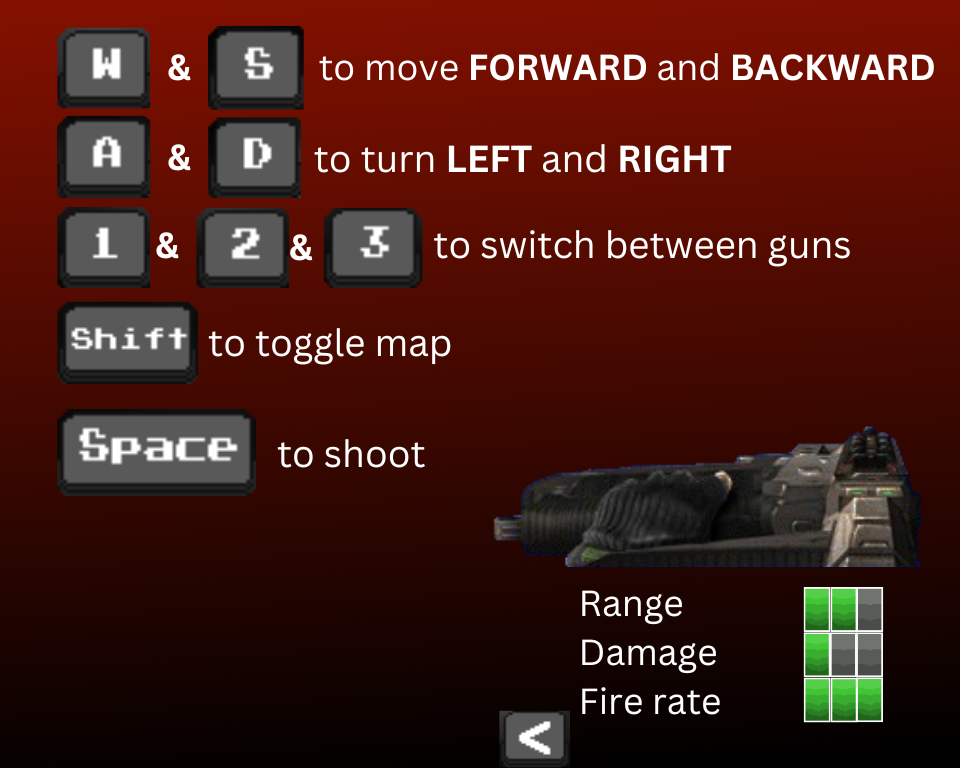 W & S to move FORWARD and BACKWARD
A & D to turn LEFT and RIGHT
1 & 2 & 3 to switch between guns
Shift to toggle map
Space to shoot
Range
Damage
Fire rate
<